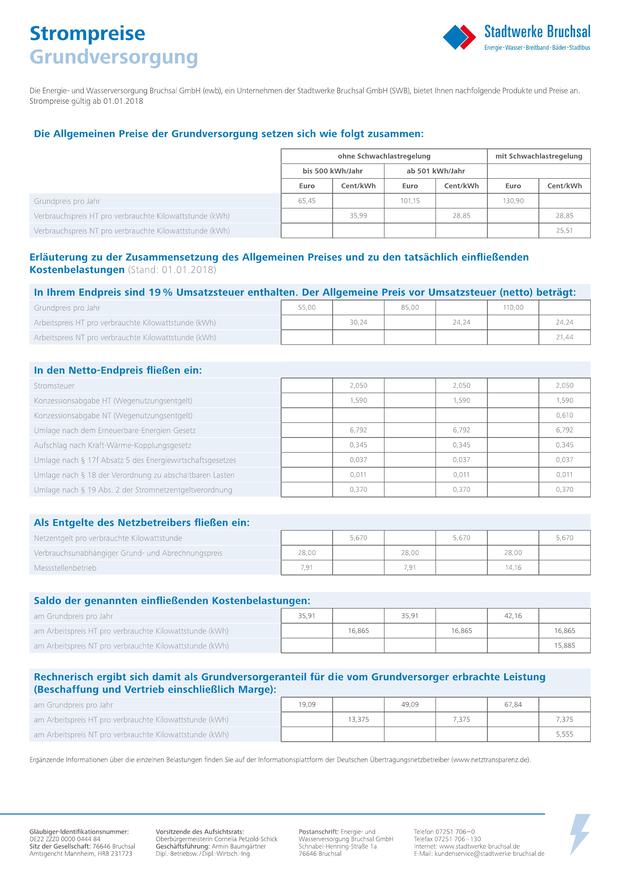 Strompreise
Grundversorgung
Stadtwerke Bruchsal
Energie·Wasser·Breitband·Bäder·Stadtbus
Die Energie- und Wasserversorgung Bruchsal GmbH (ewb), ein Unternehmen der Stadtwerke Bruchsal GmbH (SWB), bietet Ihnen nachfolgende Produkte und Preise an.
Strompreise gültig ab 01.01.2018
Die Allgemeinen Preise der Grundversorgung setzen sich wie folgt zusammen:
ohne Schwachlastregelung mit Schwachlastregelung
bis 500 kWh/Jahr ab 501 kWh/Jahr
Euro Cent/kWh Euro Cent/kWh Euro Cent/kWh
Grundpreis pro Jahr 65,45 101,15 130,90
Verbrauchspreis HT pro verbrauchte Kilowattstunde (kWh) 35,99 28,85 28,85
Verbrauchspreis NT pro verbrauchte Kilowattstunde (kWh) 25,51
Erläuterung zu der Zusammensetzung des Allgemeinen Preises und zu den tatsächlich einfließenden
Kostenbelastungen (Stand: 01.01.2018)
In Ihrem Endpreis sind 19 % Umsatzsteuer enthalten. Der Allgemeine Preis vor Umsatzsteuer (netto) beträgt:
Grundpreis pro Jahr 55,00 85,00 110,00
Arbeitspreis HT pro verbrauchte Kilowattstunde (kWh) 30,24 24,24 24,24
Arbeitspreis NT pro verbrauchte Kilowattstunde (kWh) 21,44
In den Netto-Endpreis fließen ein:
Stromsteuer 2,050 2,050 2,050
Konzessionsabgabe HT (Wegenutzungsentgelt) 1,590 1,590 1,590
Konzessionsabgabe NT (Wegenutzungsentgelt) 0,610
Umlage nach dem Erneuerbare-Energien-Gesetz 6,792 6,792 6,792
Aufschlag nach Kraft-Wärme-Kopplungsgesetz 0,345 0,345 0,345
Umlage nach § 17f Absatz 5 des Energiewirtschaftsgesetzes 0,037 0,037 0,037
Umlage nach § 18 der Verordnung zu abschaltbaren Lasten 0,011 0,011 0,011
Umlage nach § 19 Abs. 2 der Stromnetzentgeltverordnung 0,370 0,370 0,370
Als Entgelte des Netzbetreibers fließen ein:
Netzentgelt pro verbrauchte Kilowattstunde 5,670 5,670 5,670
Verbrauchsunabhängiger Grund- und Abrechnungspreis 28,00 28,00 28,00
Messstellenbetrieb 7,91 7,91 14,16
Saldo der genannten einfließenden Kostenbelastungen:
am Grundpreis pro Jahr 35,91 35,91 42,16
am Arbeitspreis HT pro verbrauchte Kilowattstunde (kWh) 16,865 16,865 16,865
am Arbeitspreis NT pro verbrauchte Kilowattstunde (kWh) 15,885
Rechnerisch ergibt sich damit als Grundversorgeranteil für die vom Grundversorger erbrachte Leistung
(Beschaffung und Vertrieb einschließlich Marge):
am Grundpreis pro Jahr 19,09 49,09 67,84
am Arbeitspreis HT pro verbrauchte Kilowattstunde (kWh) 13,375 7,375 7,375
am Arbeitspreis NT pro verbrauchte Kilowattstunde (kWh) 5,555
Ergänzende Informationen über die einzelnen Belastungen finden Sie auf der Informationsplattform der Deutschen Übertragungsnetzbetreiber (www.netztransparenz.de).
Gläubiger-Identifikationsnummer:
DE22 ZZZ0 0000 0444 84
Sitz der Gesellschaft: 76646 Bruchsal
Amtsgericht Mannheim, HRB 231723
Vorsitzende des Aufsichtsrats:
Oberbürgermeisterin Cornelia Petzold-Schick
Geschäftsführung: Armin Baumgärtner
Dipl.-Betriebsw./Dipl.-Wirtsch.-Ing.
Postanschrift: Energie- und
Wasserversorgung Bruchsal GmbH
Schnabel-Henning-Straße 1a
76646 Bruchsal
Telefon 07251 706-0
Telefax 07251 706-130
Internet: www.stadtwerke-bruchsal.de
E-Mail: kundenservice@stadtwerke-bruchsal.de